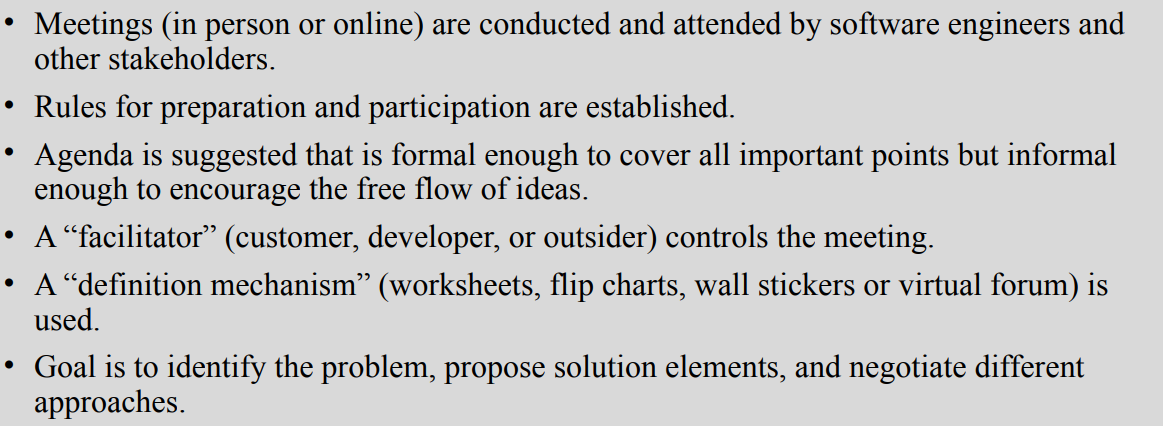 • Meetings (in person or online) are conducted and attended by software engineers and
other stakeholders.
• Rules for preparation and participation are established.
• Agenda is suggested that is formal enough to cover all important points but informal
enough to encourage the free flow of ideas.
• A “facilitator” (customer, developer, or outsider) controls the meeting.
• A “definition mechanism” (worksheets, flip charts, wall stickers or virtual forum) is
used.
• Goal is to identify the problem, propose solution elements, and negotiate different
approaches.